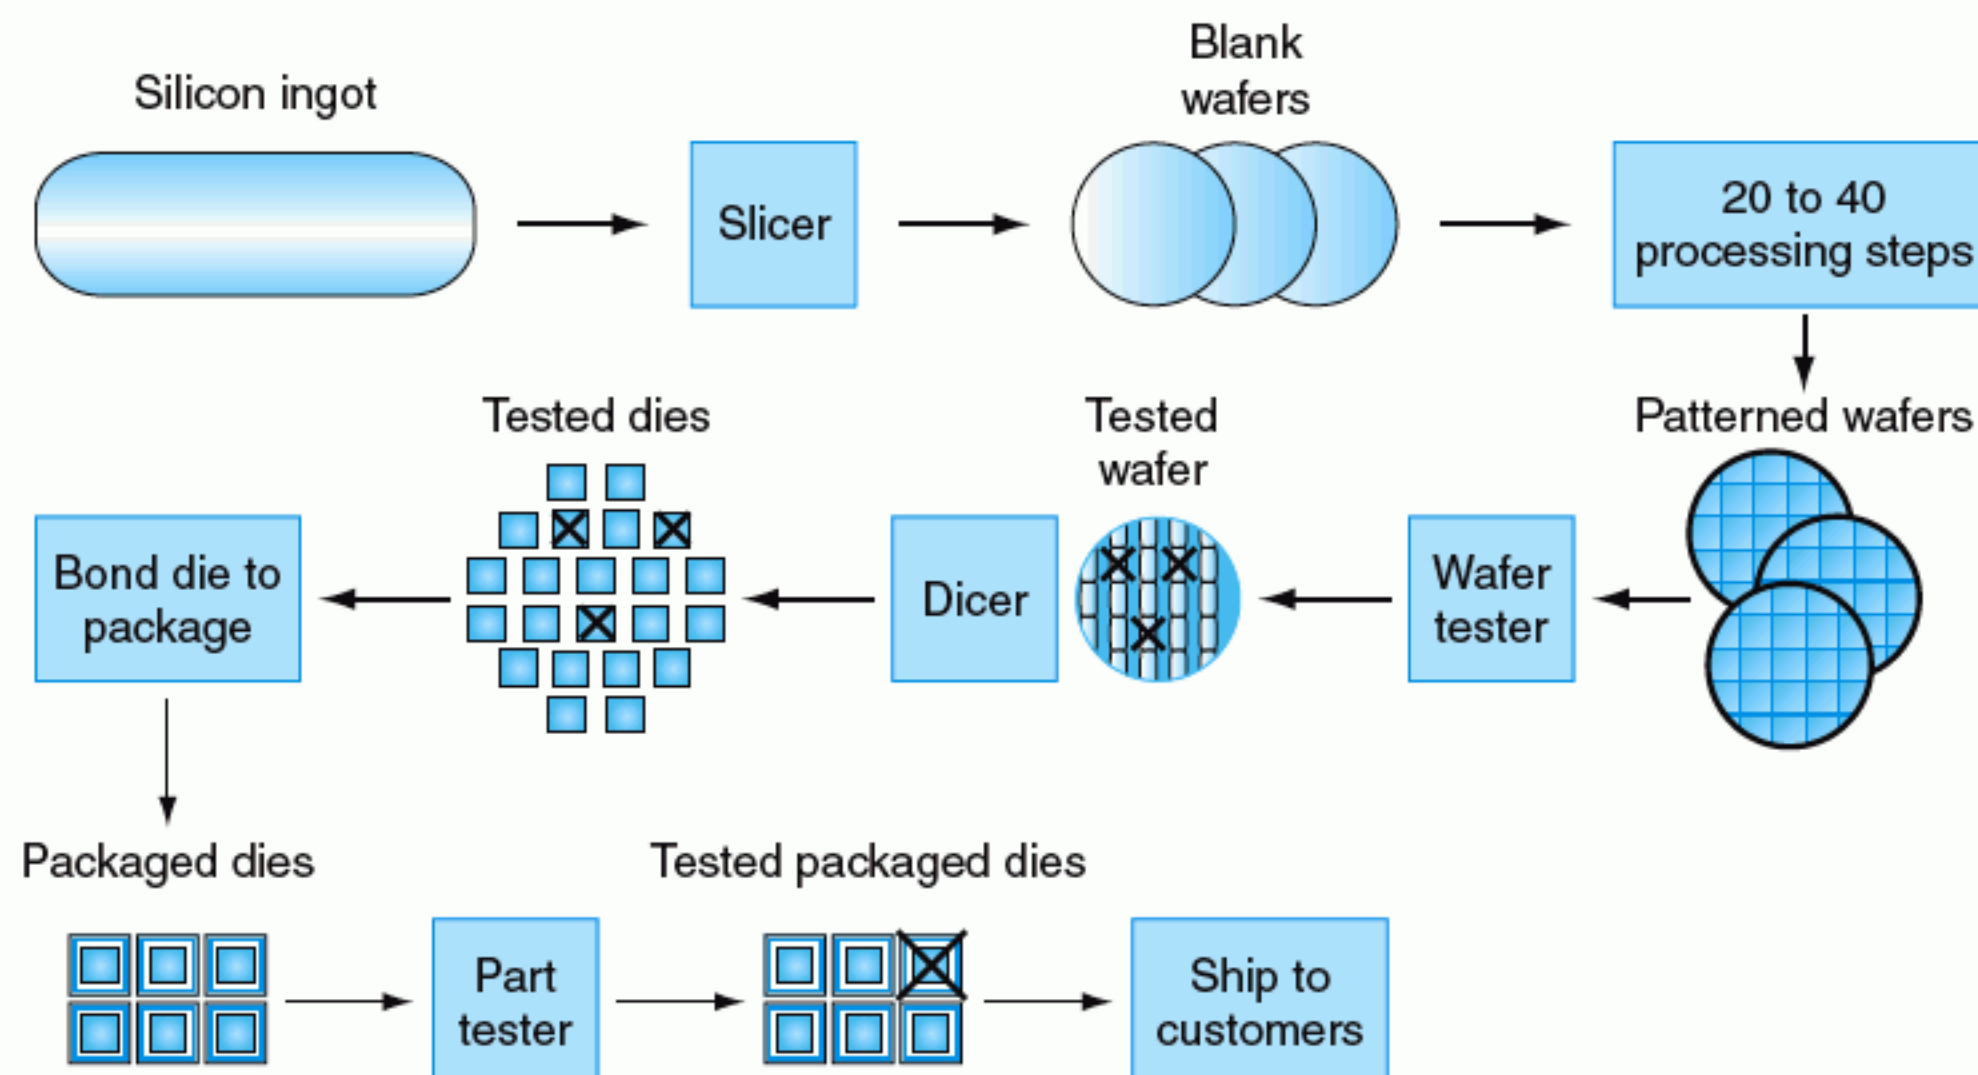 Silicon ingot
Slicer
Blank
wafers
20 to 40
processing steps
Patterned wafers
Wafer
tester
Tested
wafer
Dicer
Tested dies
Bond die to
package
Packaged dies
Part
tester
Tested packaged dies
Ship to
customers